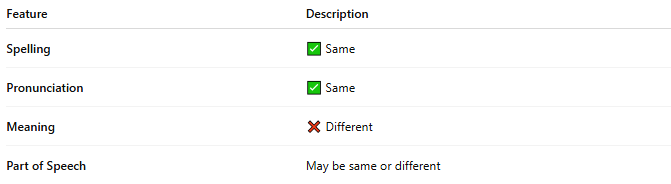 Feature Description
Spelling ✅ Same
Pronunciation ✅ Same
Meaning ❌ Different
Part of Speech May be same or different